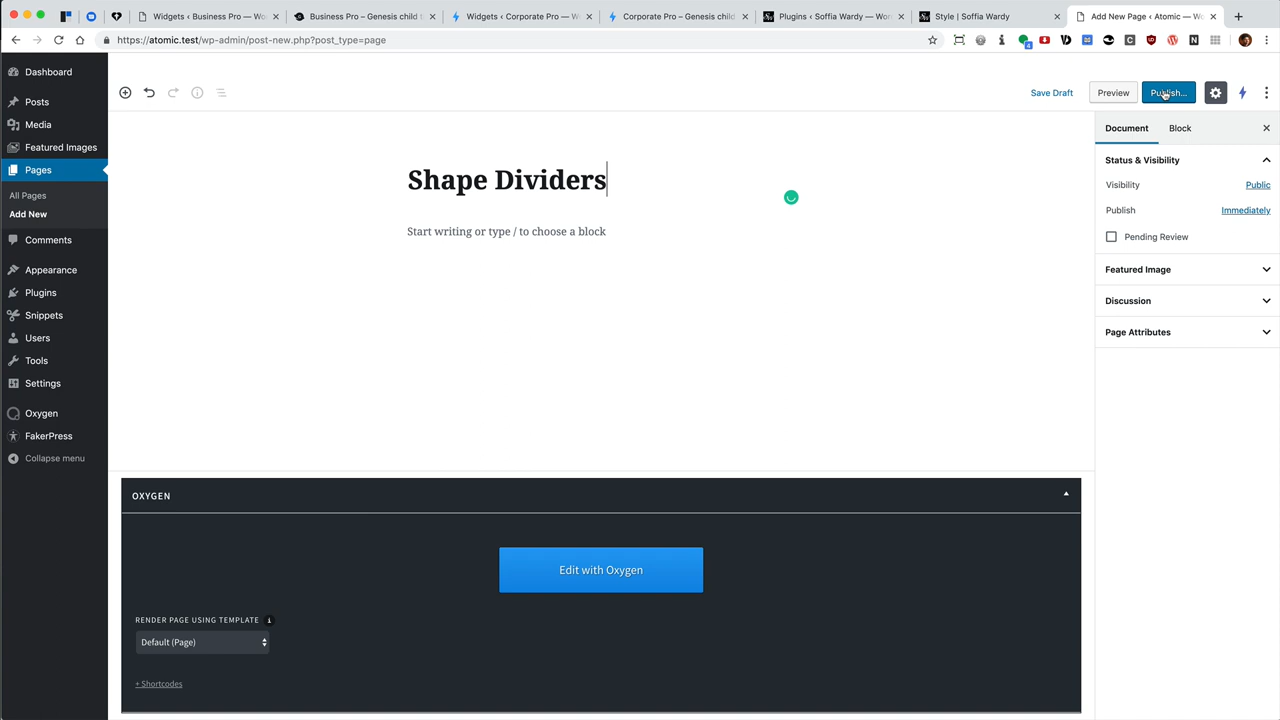 Widgets ‹ Business Pro — Wo
Business Pro – Genesis child t
Widgets ‹ Corporate Pro — W
Corporate Pro – Genesis child
Plugins ‹ Soffia Wardy — Wor
Style | Soffia Wardy
Add New Page ‹ Atomic — W
https://atomic.test/wp-admin/post-new.php?post_type=page
Dashboard
Posts
Media
Featured Images
Pages
All Pages
Add New
Comments
Appearance
Plugins
Snippets
Users
Tools
Settings
Oxygen
FakerPress
Collapse menu
Save Draft
Preview
Publish...
Shape Dividers
Start writing or type / to choose a block
Document
Block
Status & Visibility
Visibility
Public
Publish
Immediately
Pending Review
Featured Image
Discussion
Page Attributes
OXYGEN
Edit with Oxygen
RENDER PAGE USING TEMPLATE
Default (Page)
+ Shortcodes